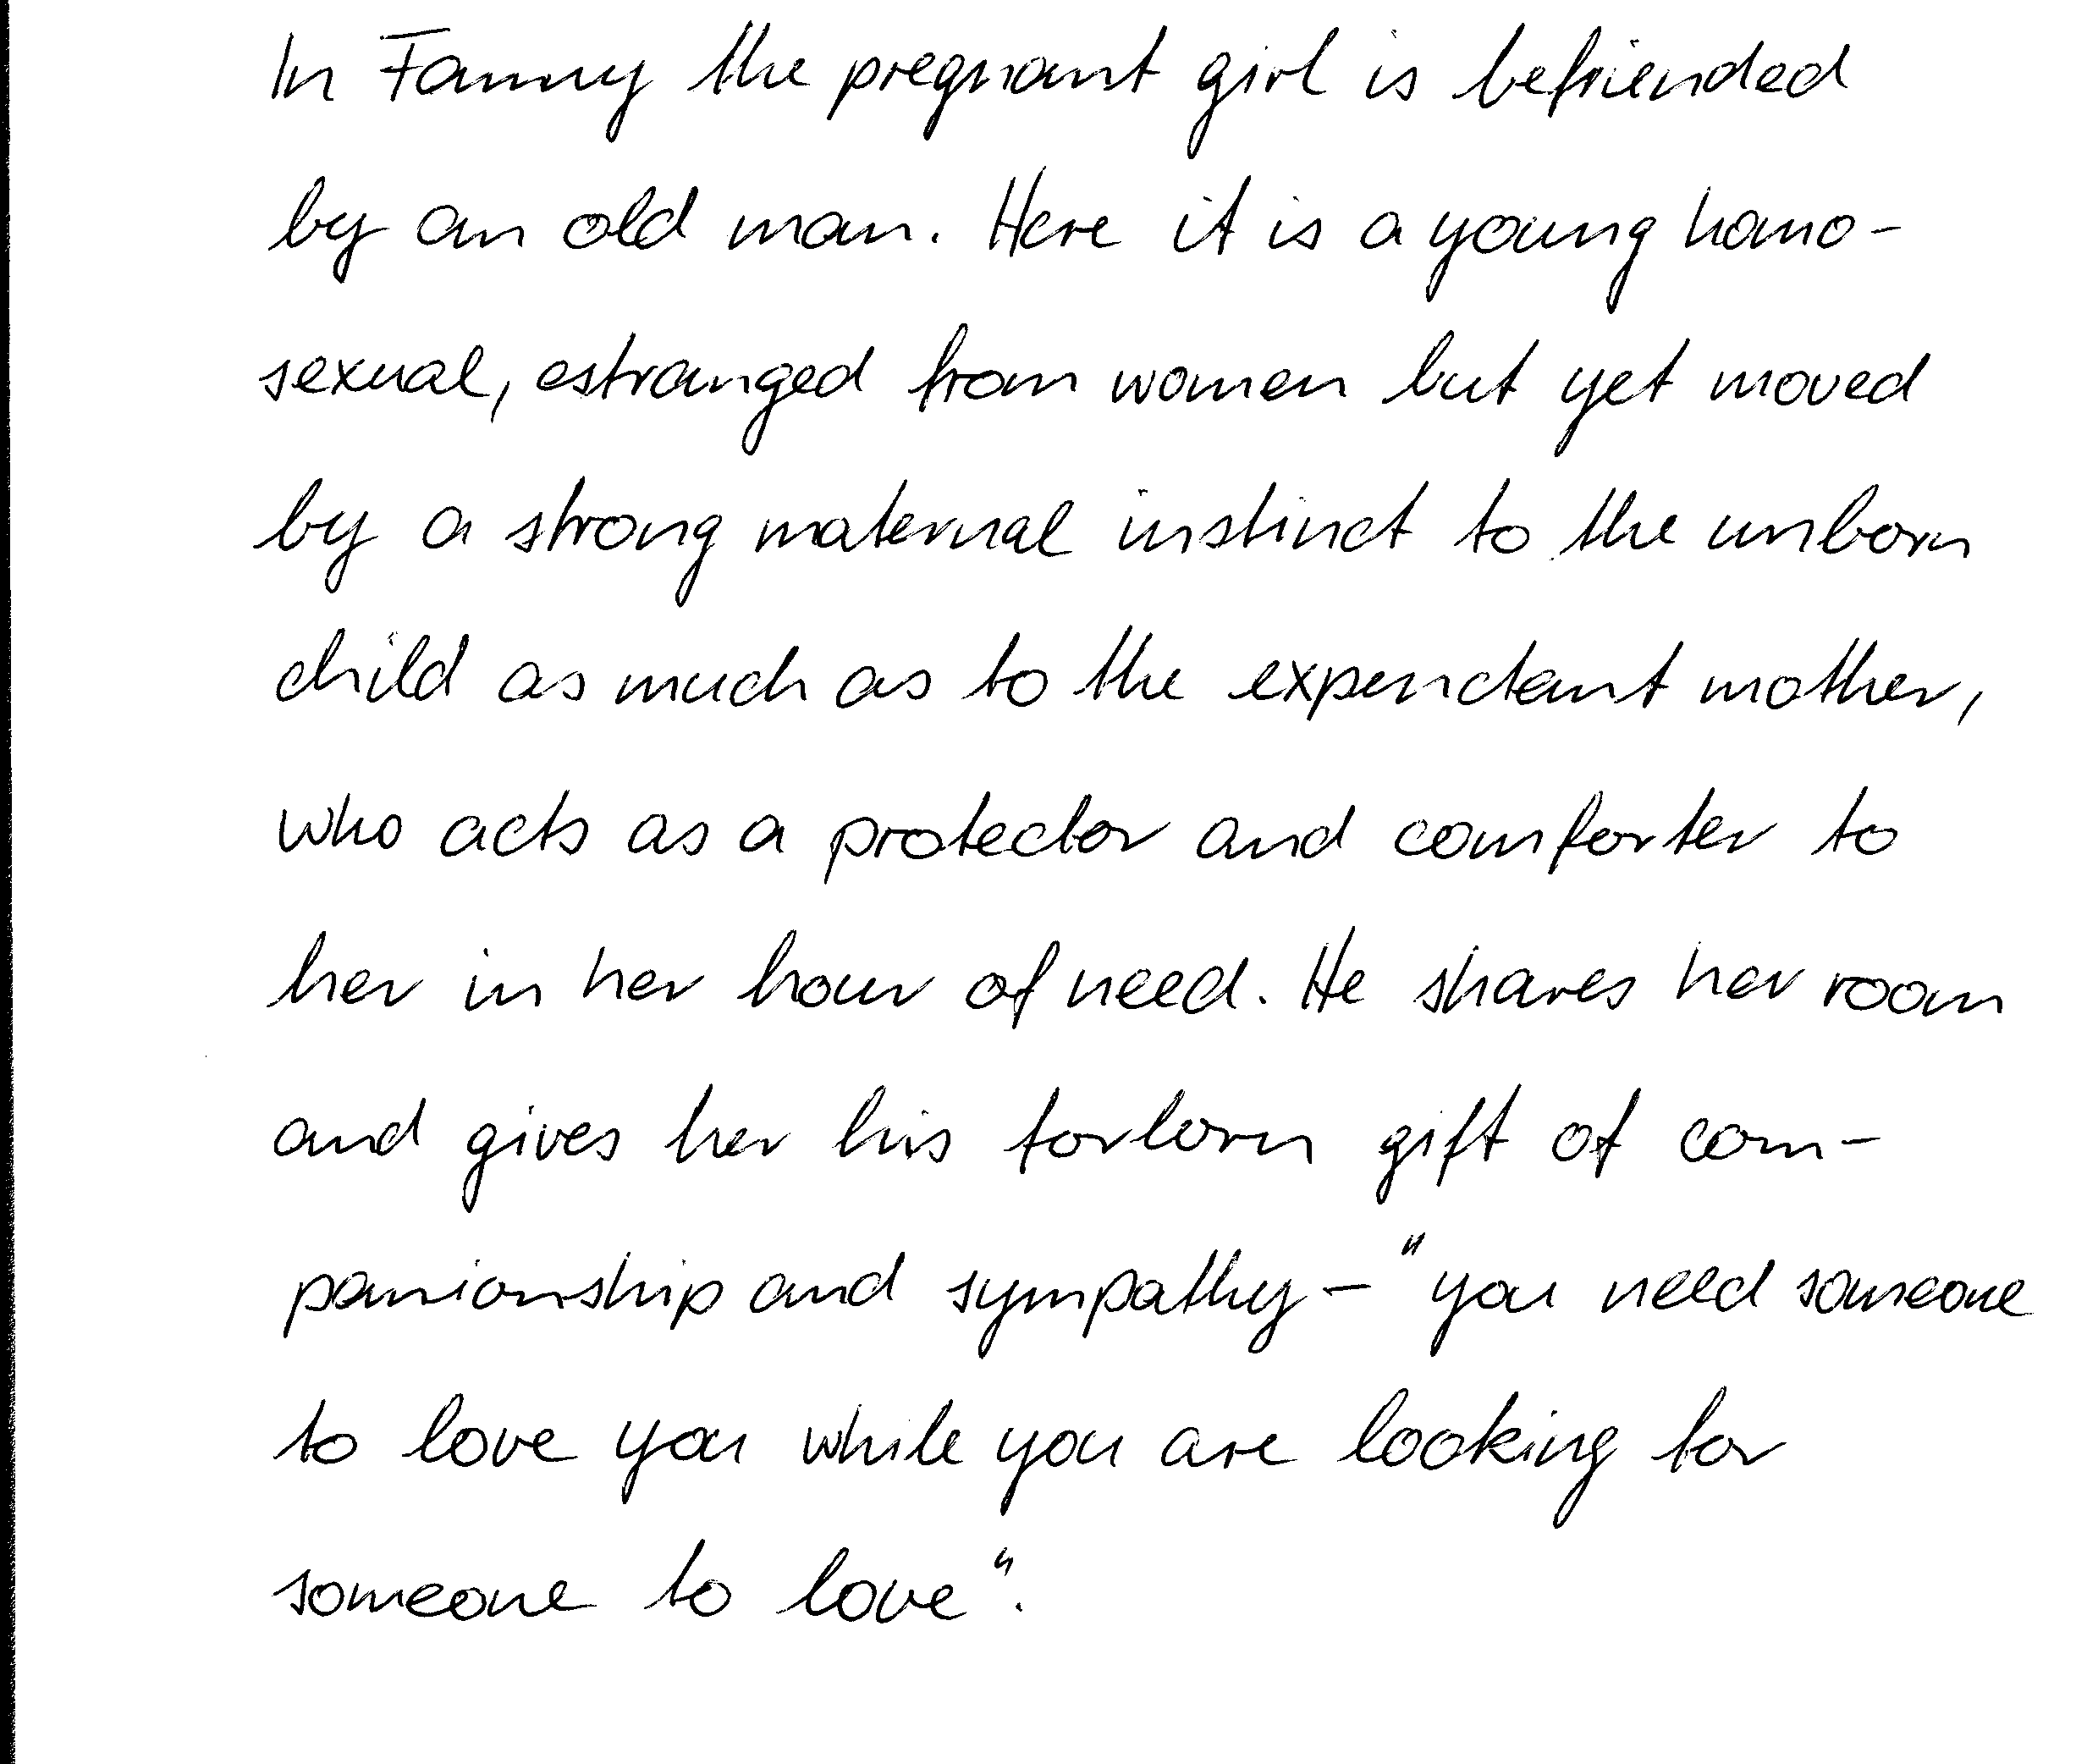 In Fanny the pregnant girl is befriended
by an old man. Here it is a young homo-
sexual, estranged from women but yet moved
by a strong maternal instinct to the unborn
child as much as to the expendant mother,
who acts as a protector and comforter to
her in her hour of need. He shares her room
and gives her his forlorn gift of com-
panionship and sympathy - "you need someone
to love you while you are looking for
someone to love".